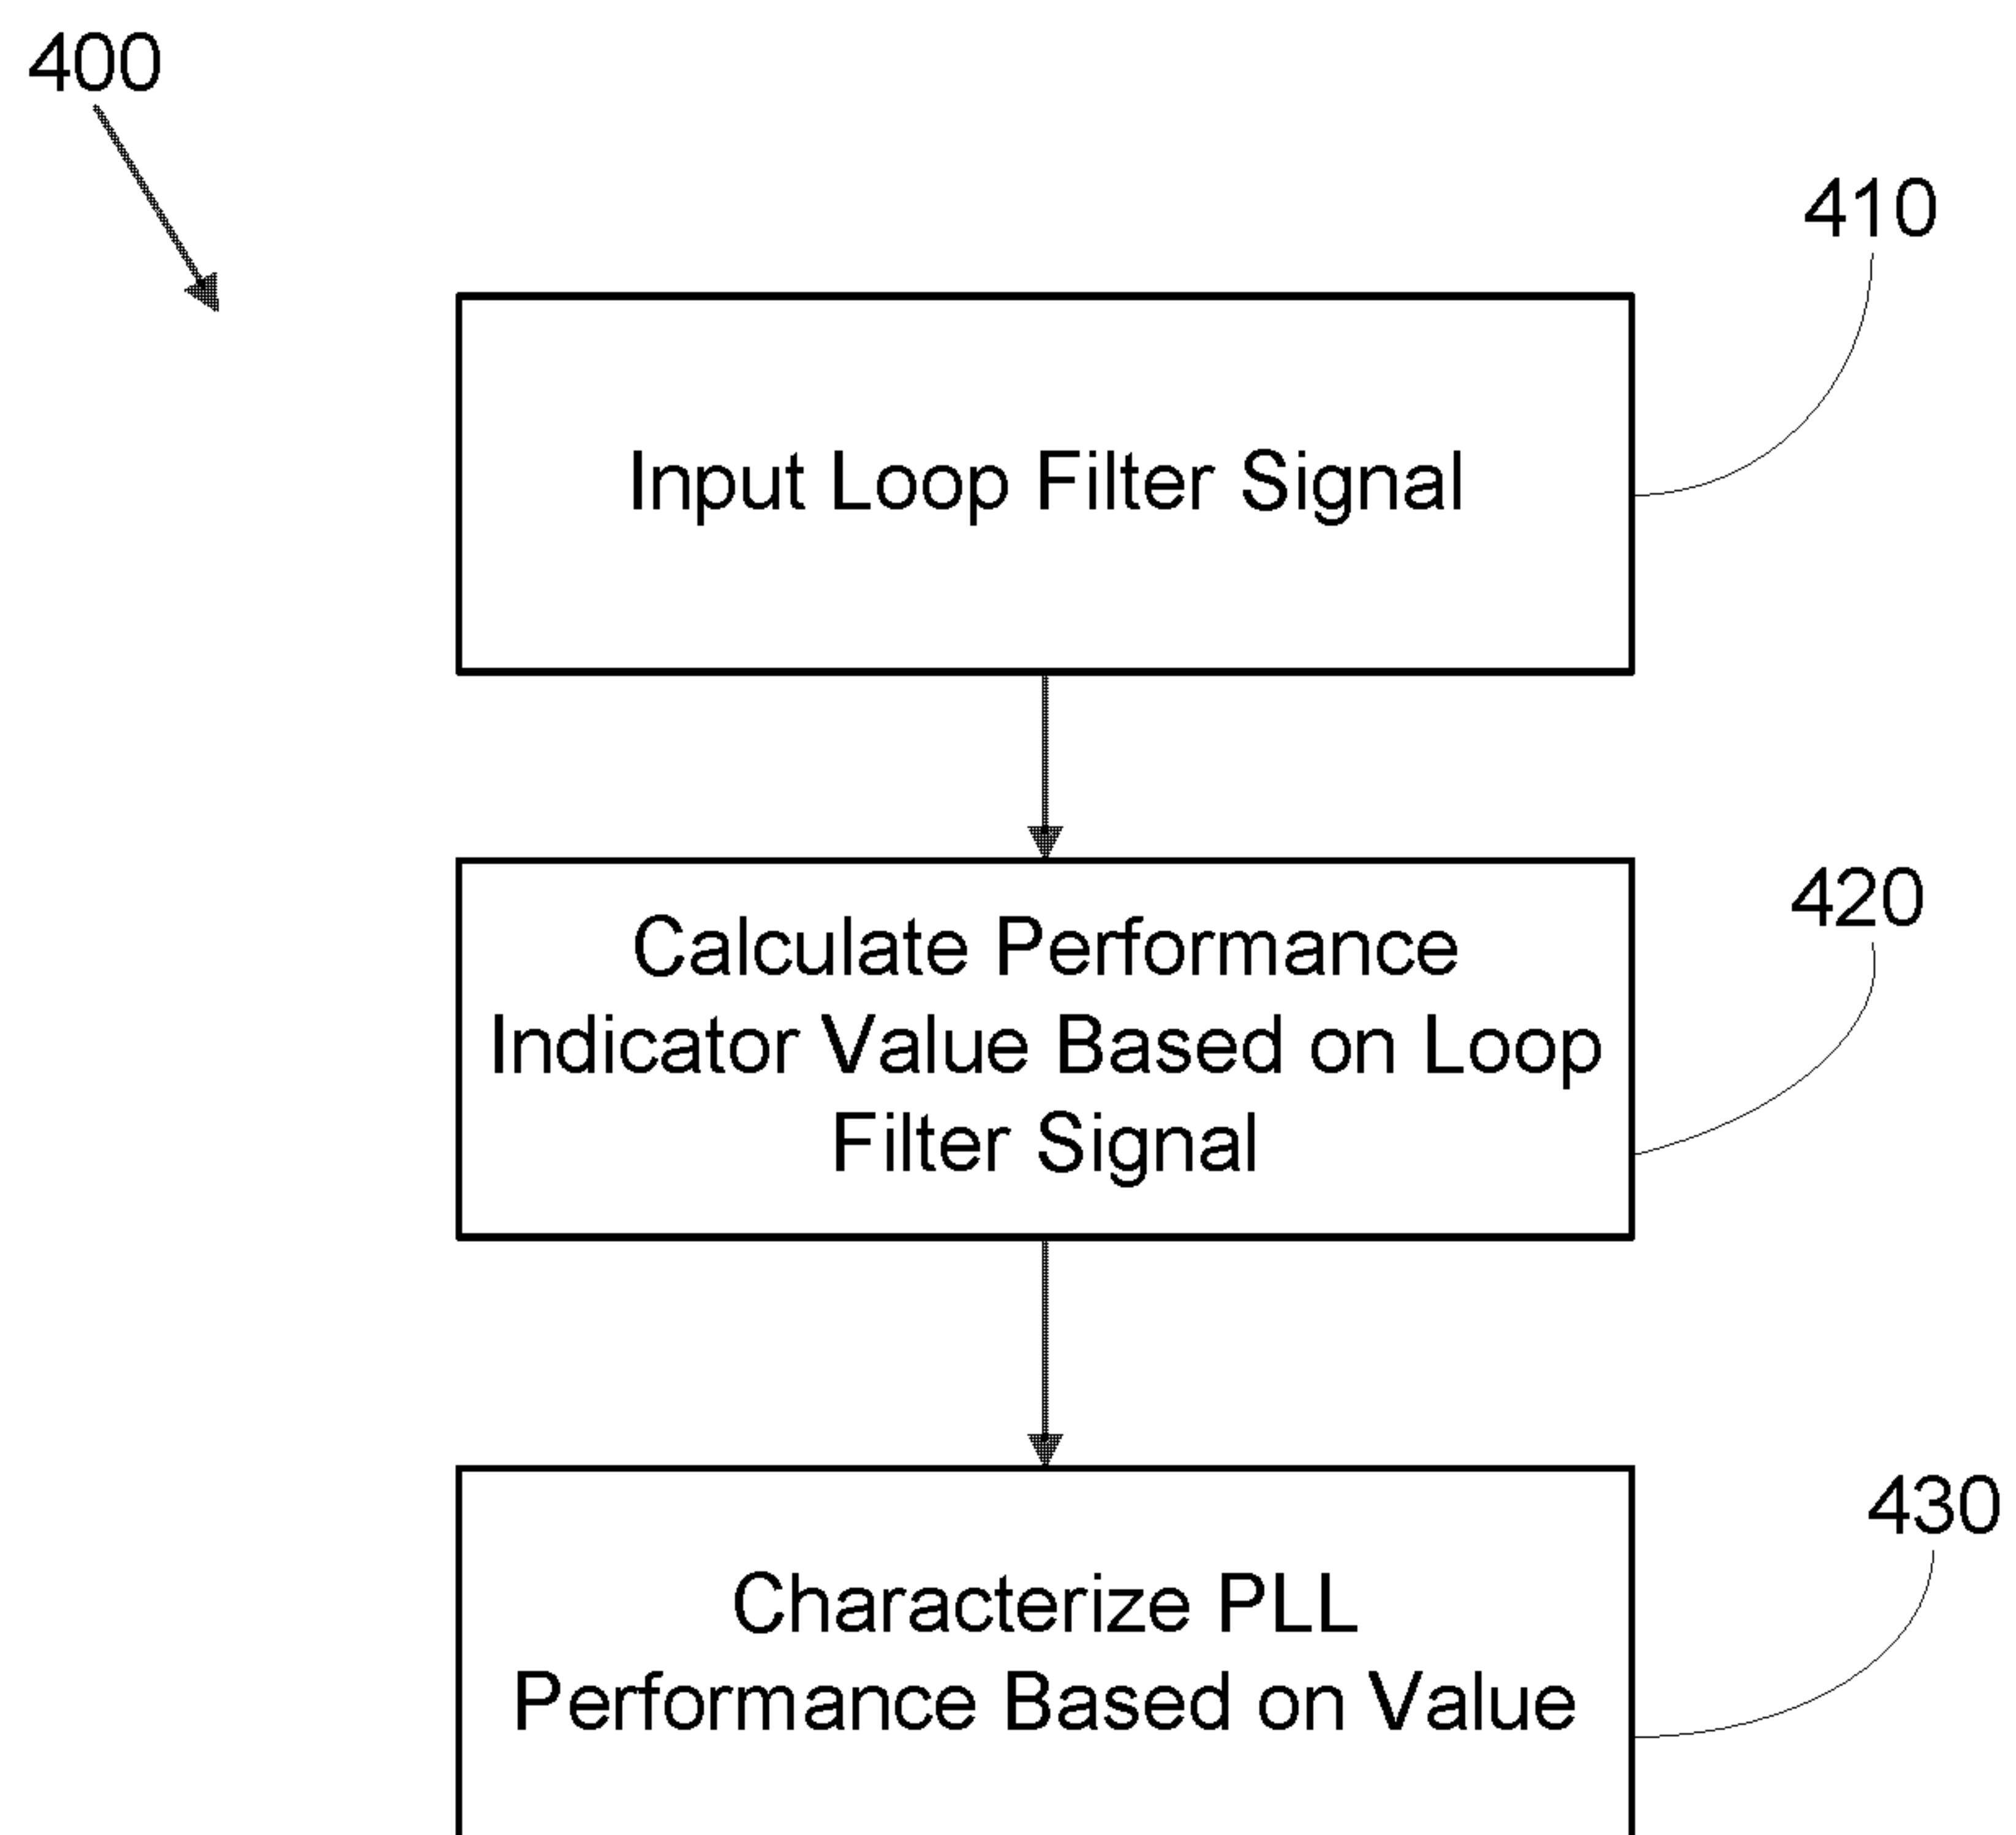 400
410
Input Loop Filter Signal
420
Calculate Performance
Indicator Value Based on Loop
Filter Signal
430
Characterize PLL
Performance Based on Value